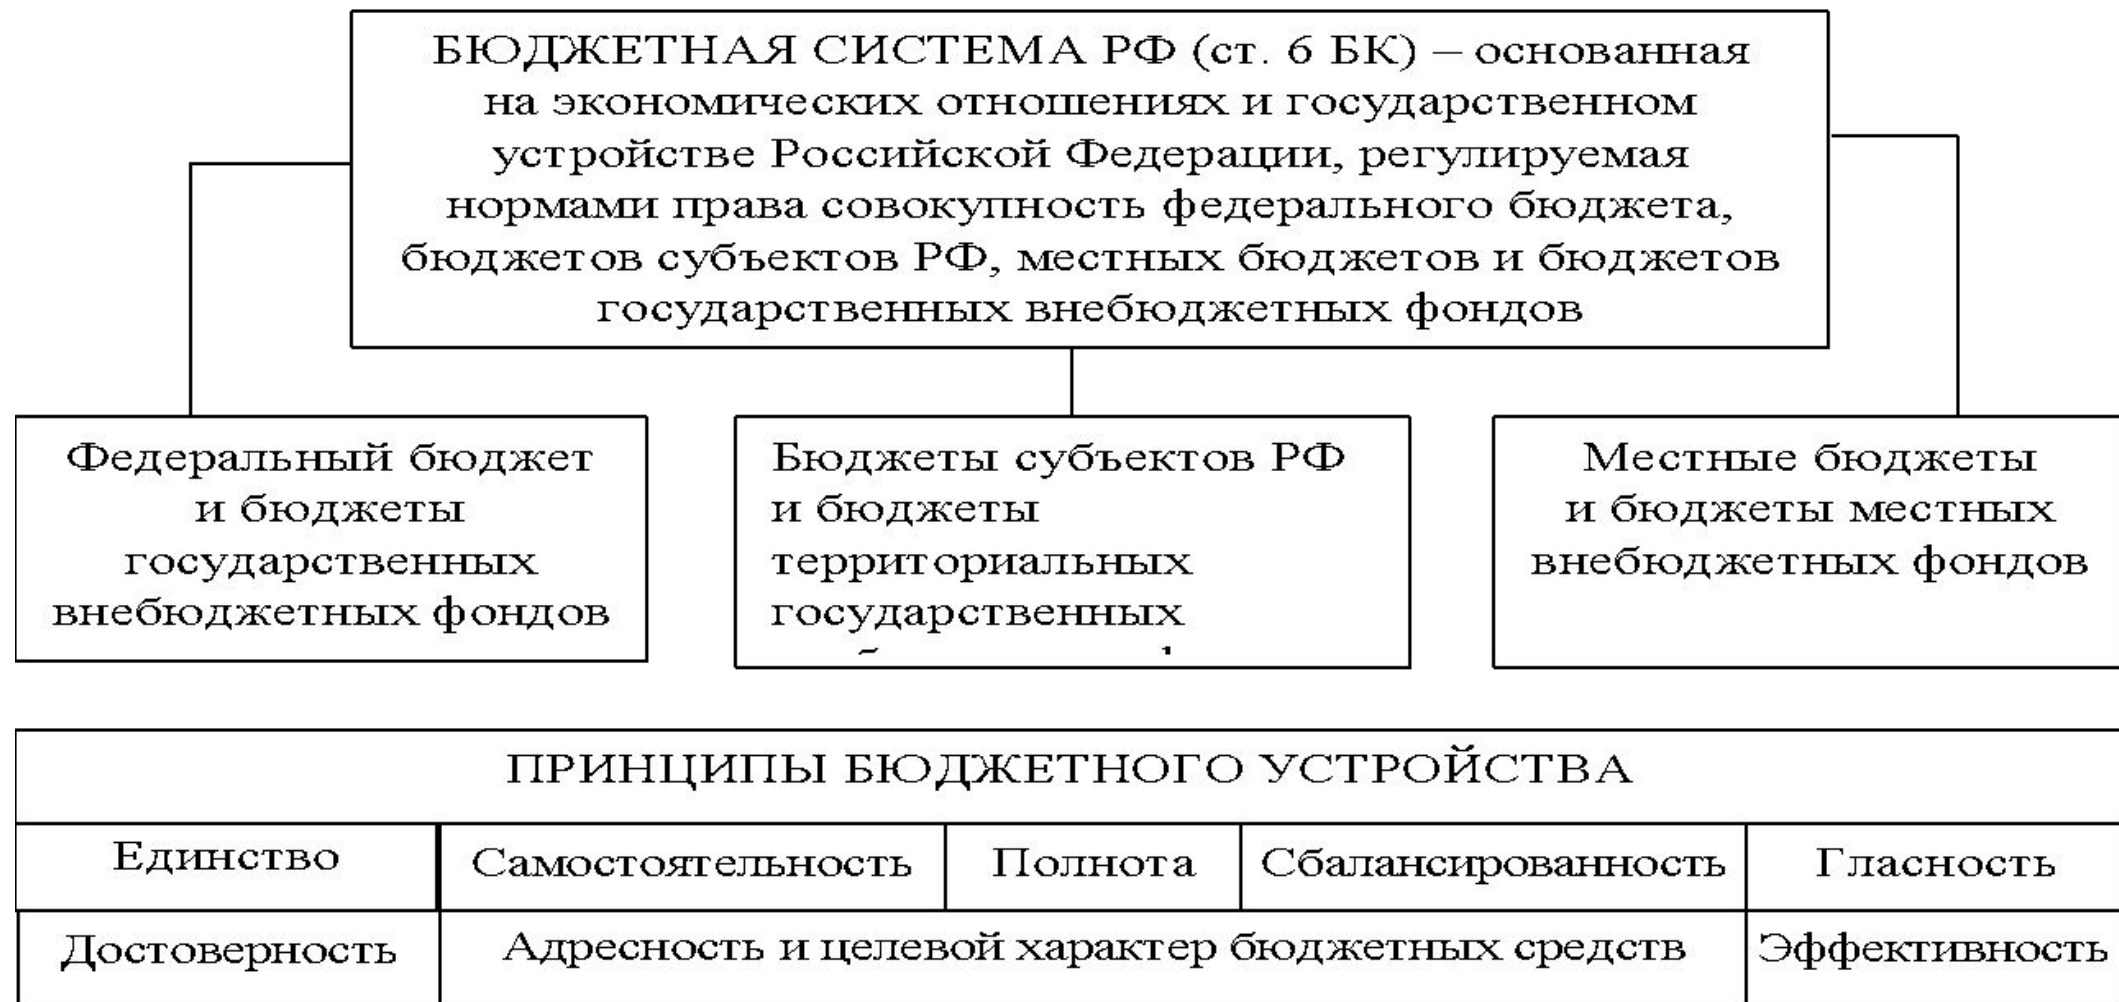 БЮДЖЕТНАЯ СИСТЕМА РФ (ст. 6 БК) – основанная
на экономических отношениях и государственном
устройстве Российской Федерации, регулируемая
нормами права совокупность федерального бюджета,
бюджетов субъектов РФ, местных бюджетов и бюджетов
государственных внебюджетных фондов
Федеральный бюджет
и бюджеты
государственных
внебюджетных фондов
Бюджеты субъектов РФ
и бюджеты
территориальных
государственных
Местные бюджеты
и бюджеты местных
внебюджетных фондов
ПРИНЦИПЫ БЮДЖЕТНОГО УСТРОЙСТВА
Единство
Самостоятельность
Полнота
Сбалансированность
Гласность
Достоверность
Адресность и целевой характер бюджетных средств
Эффективность